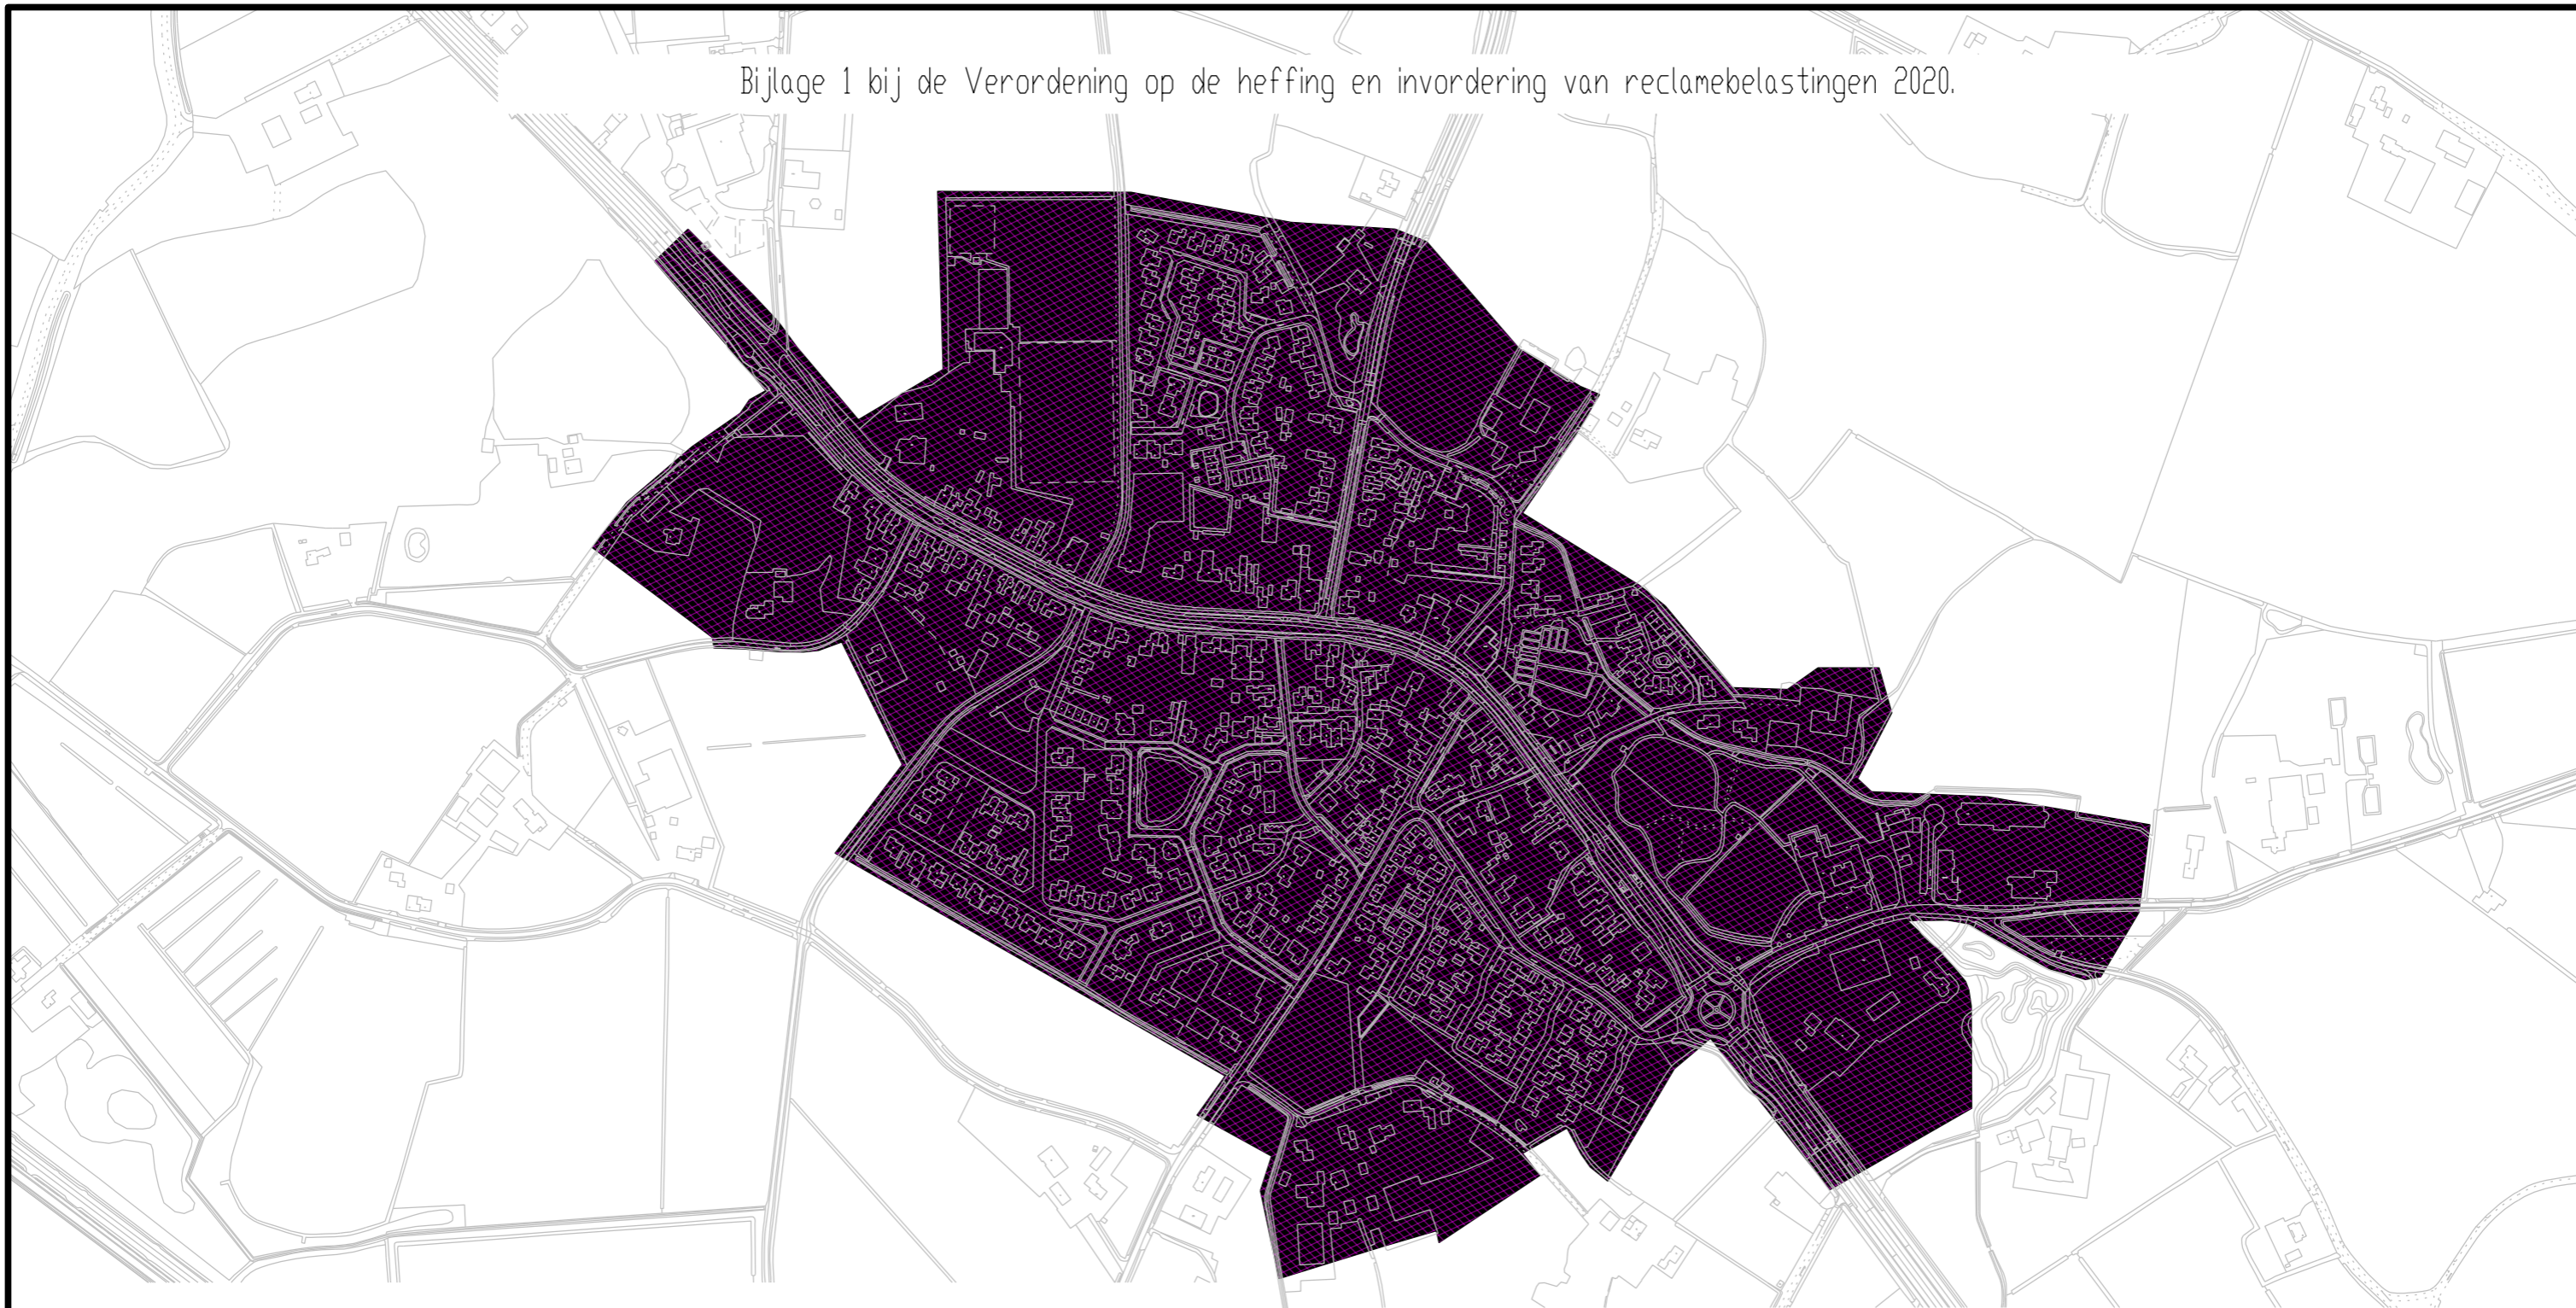 Bijlage 1 bij de Verordening op de heffing en invordering van reclamebelastingen 2020.